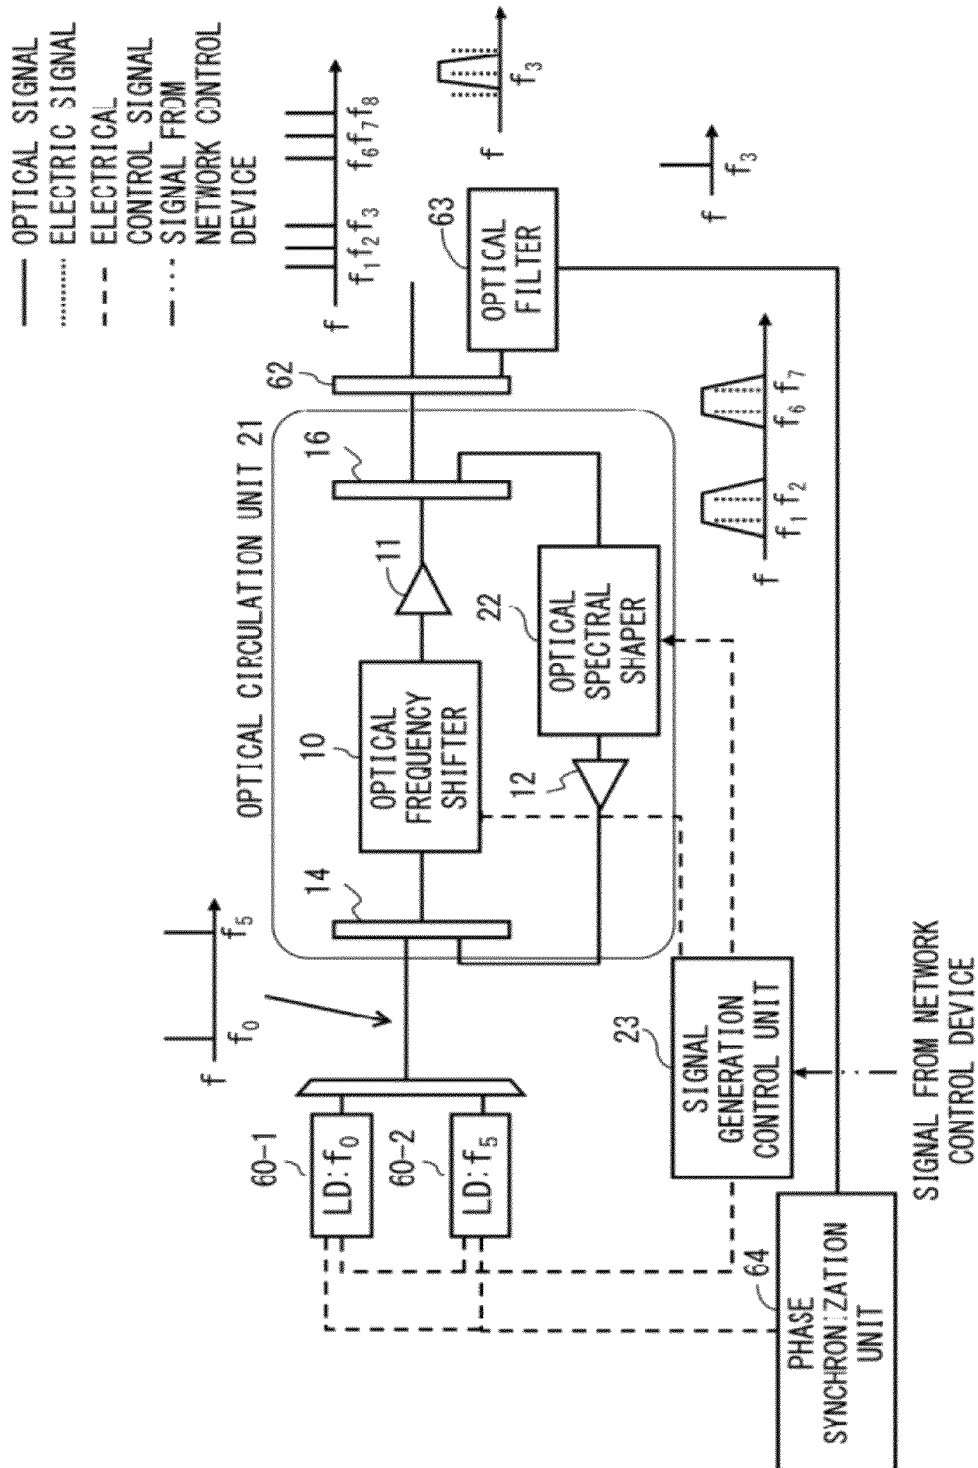 OPTICAL SIGNAL
ELECTRIC SIGNAL
ELECTRICAL
CONTROL SIGNAL
SIGNAL FROM
NETWORK CONTROL
DEVICE
f0 f5
f
f1 f2 f3 f6 f7 f8
f
f3
f
60-1
LD:f0
60-2
LD:f5
OPTICAL CIRCULATION UNIT 21
14
10
OPTICAL
FREQUENCY
SHIFTER
11
16
62
63
OPTICAL
FILTER
12
22
OPTICAL
SPECTRAL
SHAPER
f3
f
f1 f2 f6 f7
f
23
SIGNAL
GENERATION
CONTROL UNIT
64
PHASE
SYNCHRONIZATION
UNIT
SIGNAL FROM NETWORK
CONTROL DEVICE